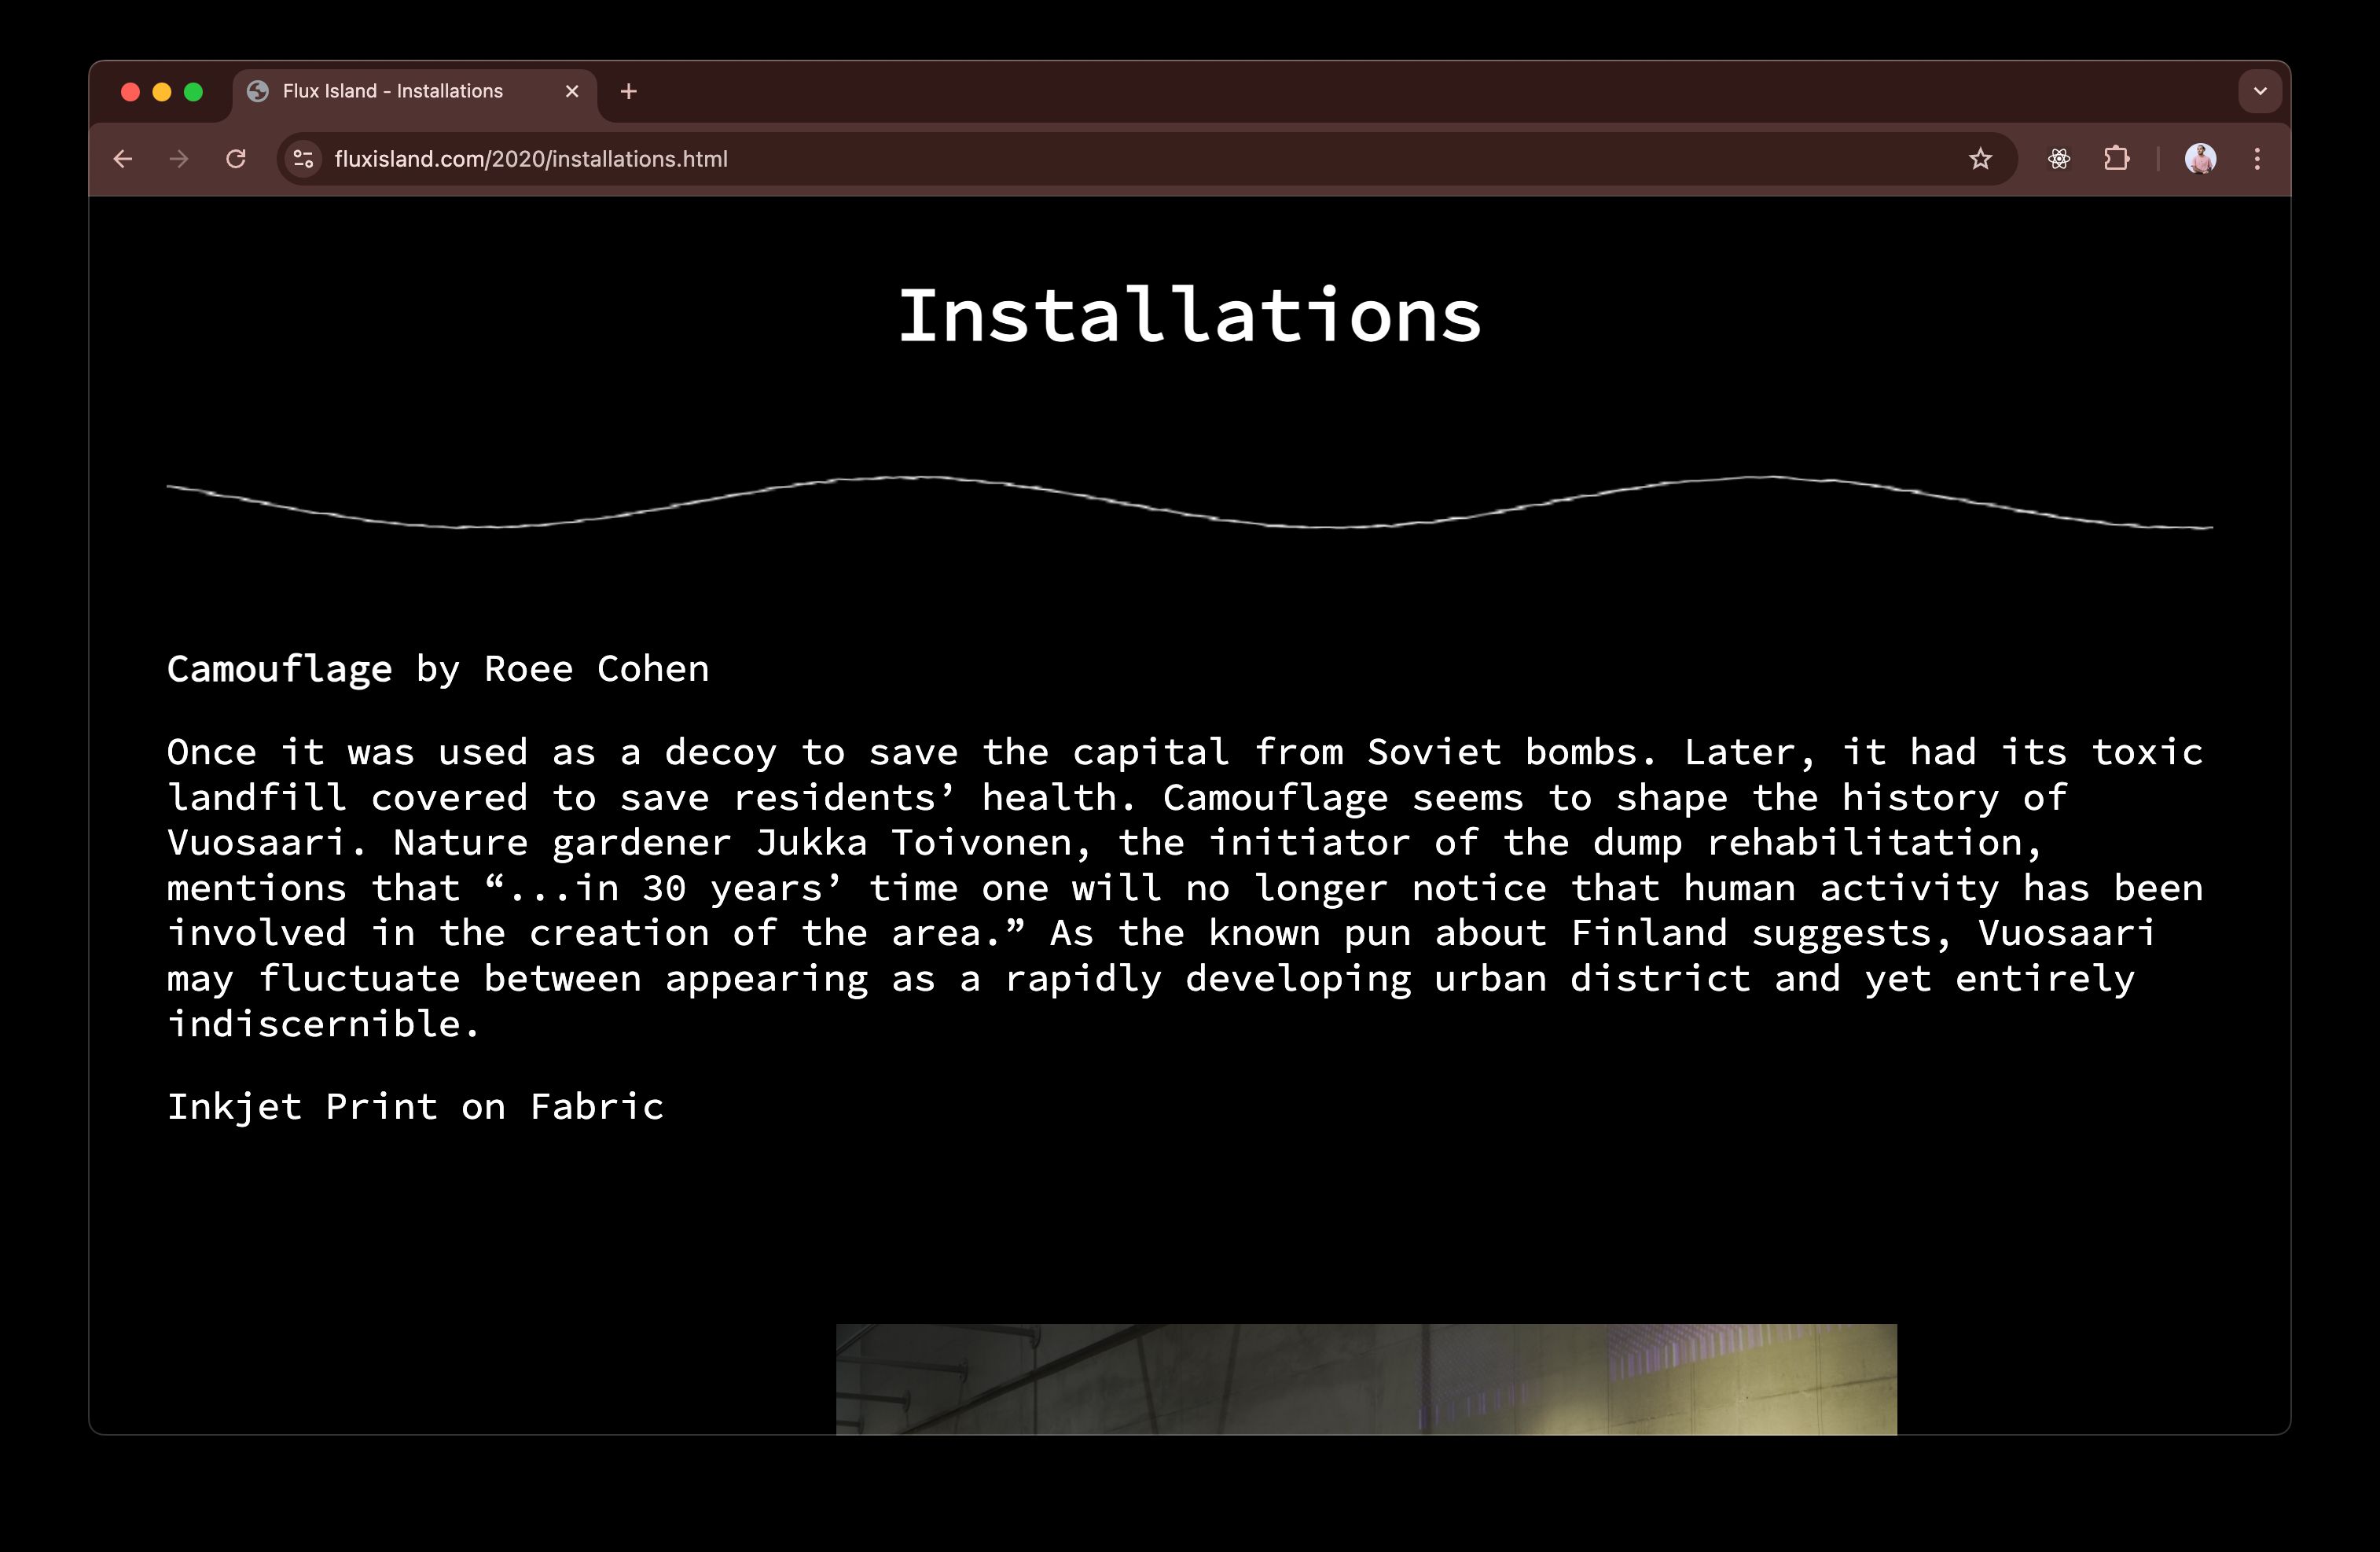 Flux Island - Installations
fluxisland.com/2020/installations.html
Installations
Camouflage by Roee Cohen
Once it was used as a decoy to save the capital from Soviet bombs. Later, it had its toxic
landfill covered to save residents’ health. Camouflage seems to shape the history of
Vuosaari. Nature gardener Jukka Toivonen, the initiator of the dump rehabilitation,
mentions that “...in 30 years’ time one will no longer notice that human activity has been
involved in the creation of the area.” As the known pun about Finland suggests, Vuosaari
may fluctuate between appearing as a rapidly developing urban district and yet entirely
indiscernible.
Inkjet Print on Fabric